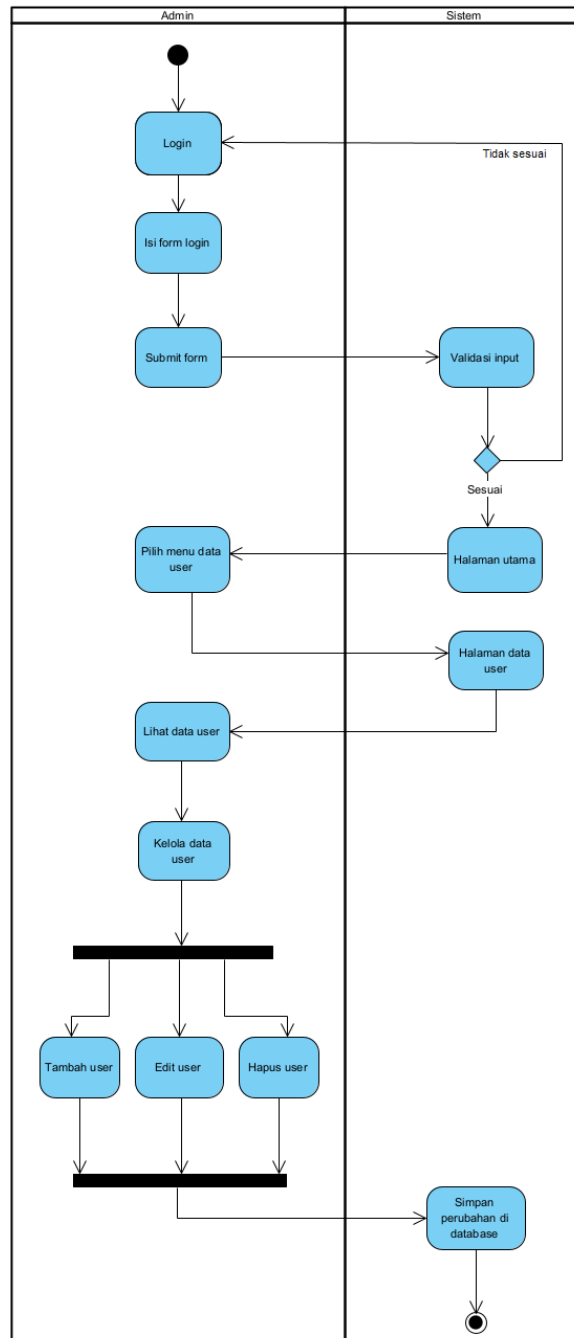 Admin
Sistem
Login
Tidak sesuai
Isi form login
Submit form
Validasi input
Sesuai
Pilih menu data
user
Halaman utama
Halaman data
user
Lihat data user
Kelola data
user
Tambah user
Edit user
Hapus user
Simpan
perubahan di
database